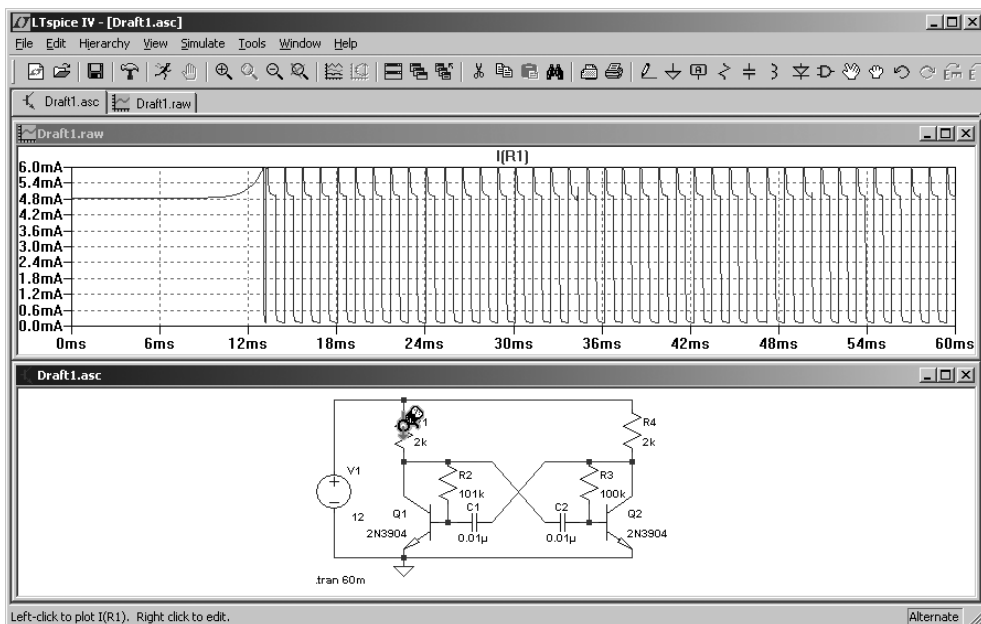 LTspice IV - [Draft1.asc]
File Edit Hierarchy View Simulate Tools Window Help
Draft1.asc Draft1.raw
Draft1.raw
I(R1)
6.0mA
5.4mA
4.8mA
4.2mA
3.6mA
3.0mA
2.4mA
1.8mA
1.2mA
0.6mA
0.0mA
0ms 6ms 12ms 18ms 24ms 30ms 36ms 42ms 48ms 54ms 60ms
Draft1.asc
1 R4
2k 2k
V1 R2 R3
101k 100k
C1 C2
12 Q1 Q2
2N3904 0.01µ 0.01µ 2N3904
.tran 60m
Left-click to plot I(R1). Right click to edit.
Alternate